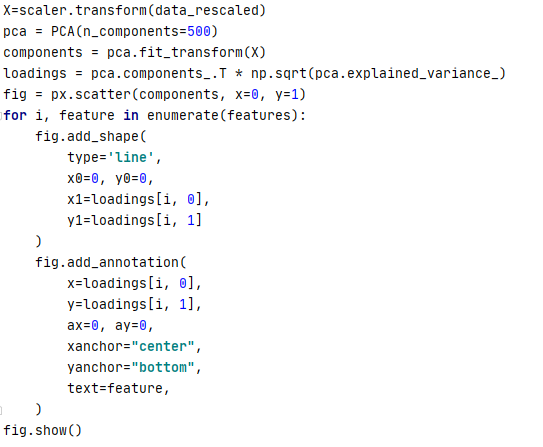 X=scaler.transform(data_rescaled)
pca = PCA(n_components=500)
components = pca.fit_transform(X)
loadings = pca.components_.T * np.sqrt(pca.explained_variance_)
fig = px.scatter(components, x=0, y=1)
for i, feature in enumerate(features):
    fig.add_shape(
        type='line',
        x0=0, y0=0,
        x1=loadings[i, 0],
        y1=loadings[i, 1]
    )
    fig.add_annotation(
        x=loadings[i, 0],
        y=loadings[i, 1],
        ax=0, ay=0,
        xanchor="center",
        yanchor="bottom",
        text=feature,
    )
fig.show()